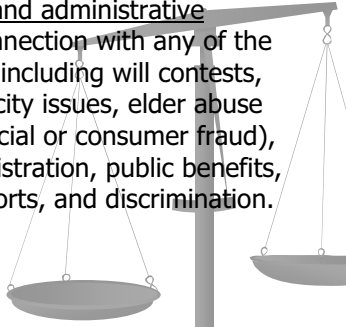 and administrative
nnection with any of the
including will contests,
city issues, elder abuse
cial or consumer fraud),
istration, public benefits,
orts, and discrimination.